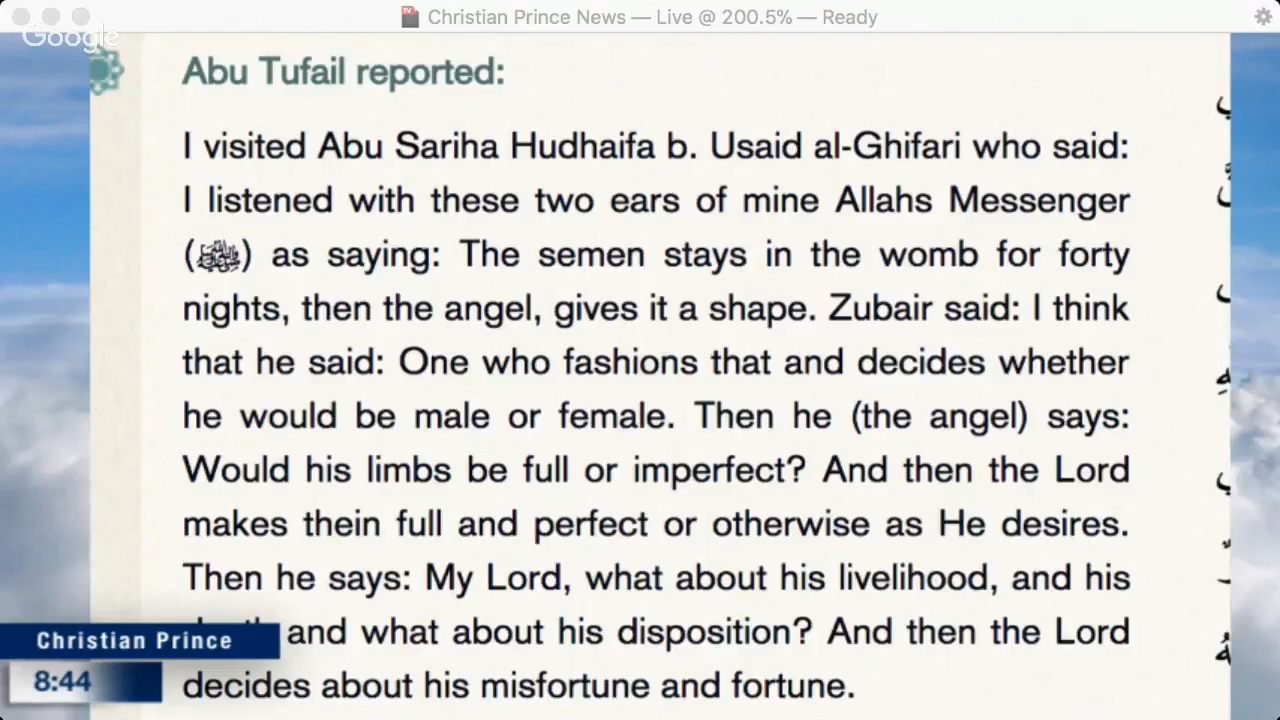 Christian Prince News — Live @ 200.5% — Ready
Google
Abu Tufail reported:
I visited Abu Sariha Hudhaifa b. Usaid al-Ghifari who said:
I listened with these two ears of mine Allahs Messenger
(ﷺ) as saying: The semen stays in the womb for forty
nights, then the angel, gives it a shape. Zubair said: I think
that he said: One who fashions that and decides whether
he would be male or female. Then he (the angel) says:
Would his limbs be full or imperfect? And then the Lord
makes thein full and perfect or otherwise as He desires.
Then he says: My Lord, what about his livelihood, and his
and what about his disposition? And then the Lord
decides about his misfortune and fortune.
Christian Prince
8:44